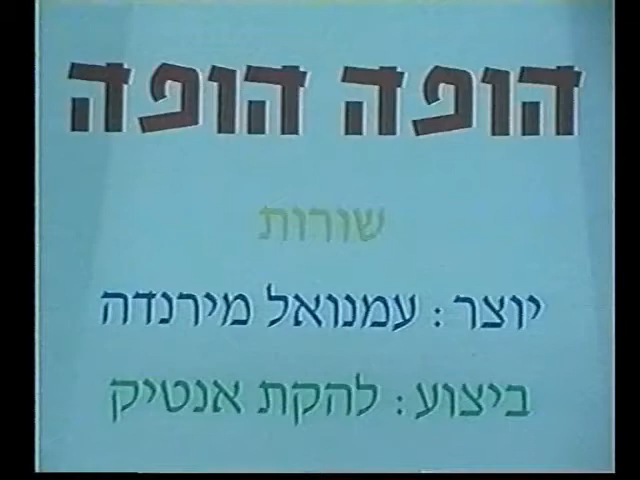 הופה הופה
שורות
יוצר : עמנואל מירנדה
ביצוע : להקת אנטיק